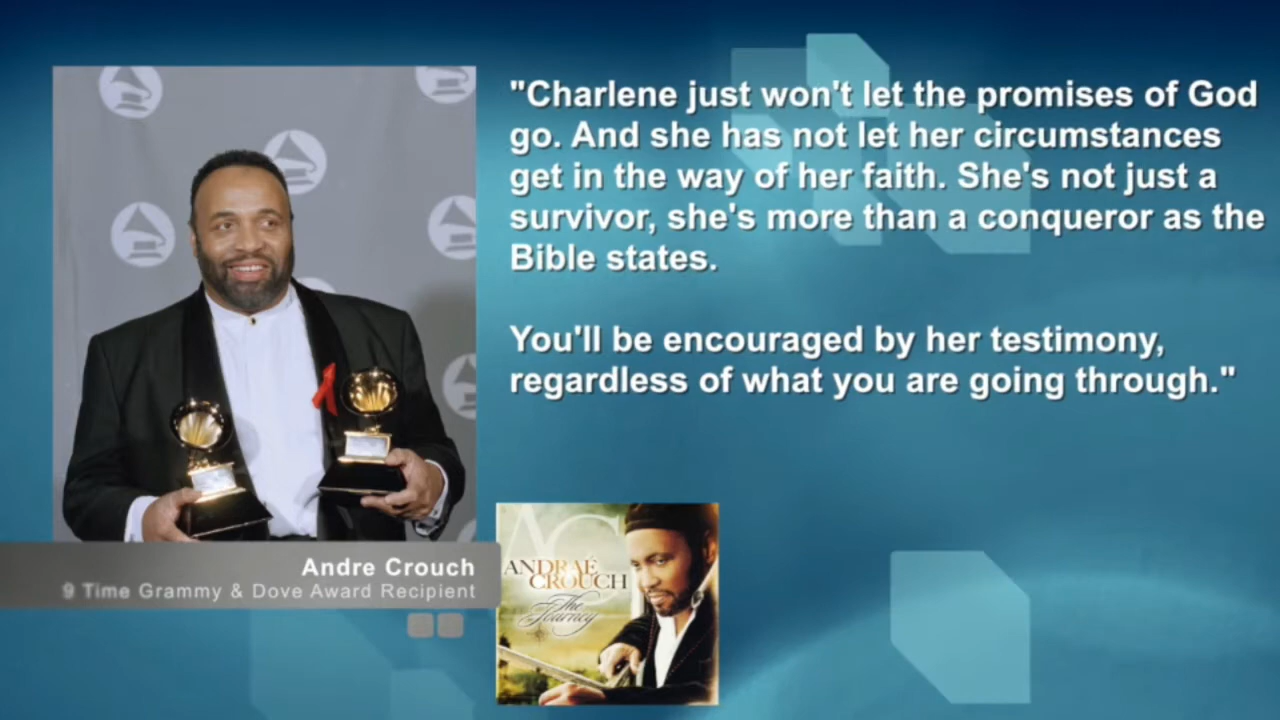 "Charlene just won't let the promises of God
go. And she has not let her circumstances
get in the way of her faith. She's not just a
survivor, she's more than a conqueror as the
Bible states.
You'll be encouraged by her testimony,
regardless of what you are going through."
Andre Crouch
9 Time Grammy & Dove Award Recipient
AC
ANDRAÉ
CROUCH
The
Journey